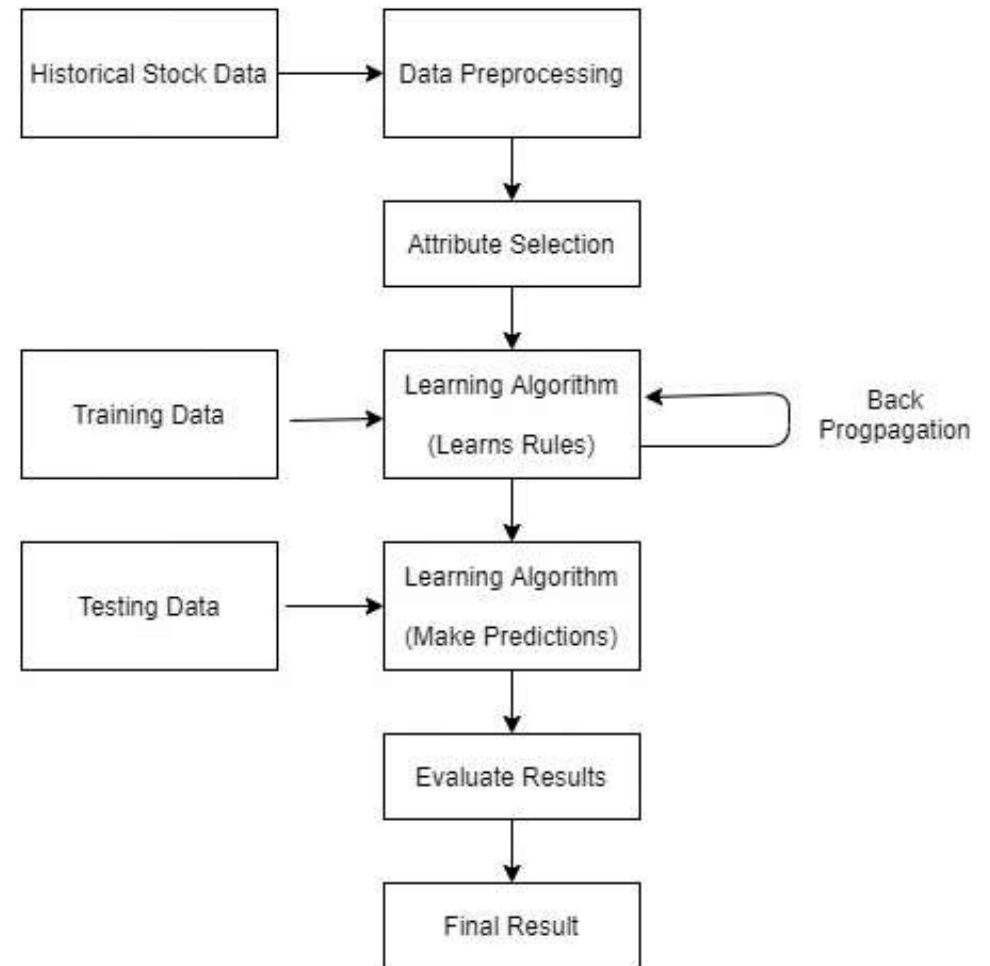 Historical Stock Data
Data Preprocessing
Attribute Selection
Training Data
Learning Algorithm
(Learns Rules)
Back
Progpagation
Testing Data
Learning Algorithm
(Make Predictions)
Evaluate Results
Final Result